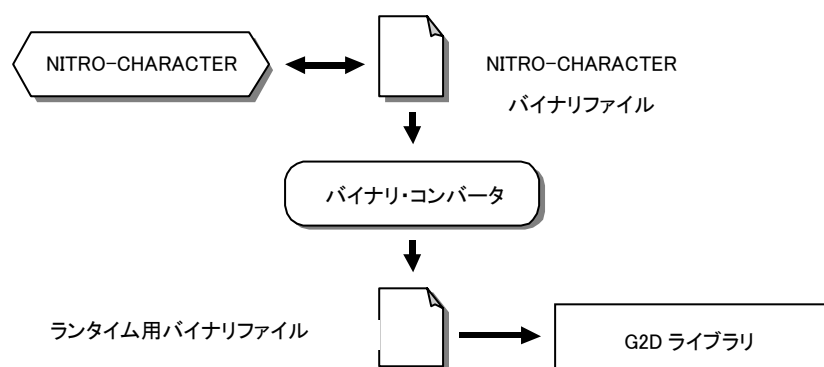 NITRO-CHARACTER
NITRO-CHARACTER
バイナリファイル
バイナリ・コンバータ
ランタイム用バイナリファイル
G2D ライブラリ